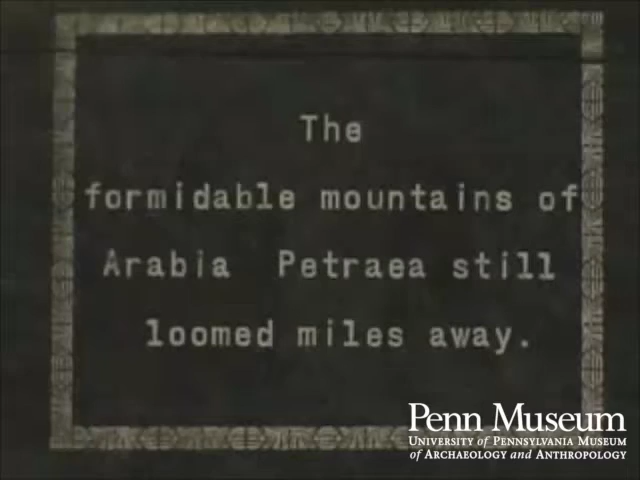 The
formidable mountains of
Arabia Petraea still
loomed miles away.
Penn Museum
UNIVERSITY of PENNSYLVANIA MUSEUM
of ARCHAEOLOGY and ANTHROPOLOGY